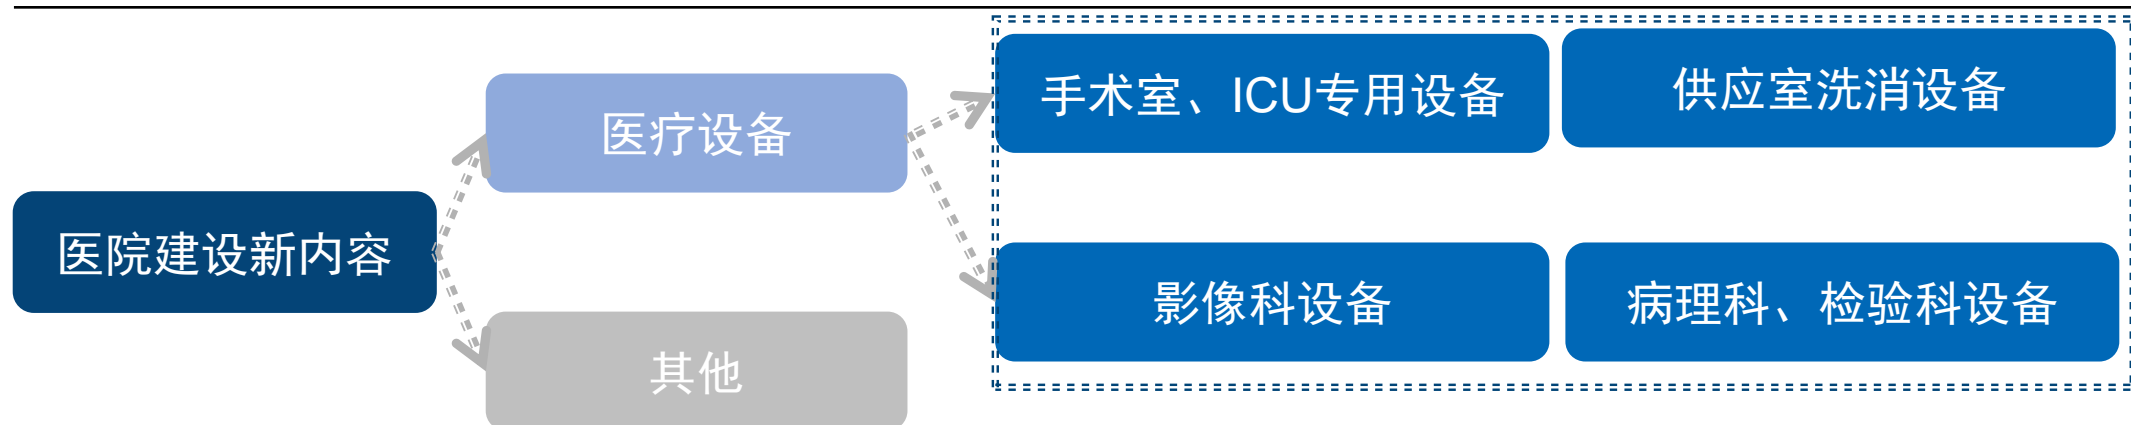 医院建设新内容
医疗设备
其他
手术室、ICU专用设备
供应室洗消设备
影像科设备
病理科、检验科设备